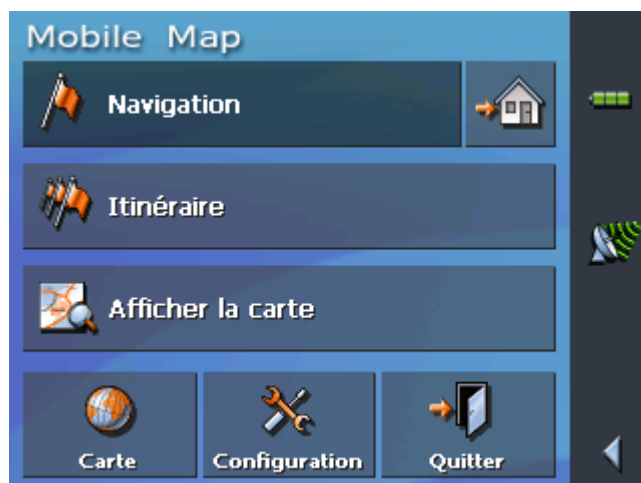 Mobile Map
Navigation
Itinéraire
Afficher la carte
Carte
Configuration
Quitter